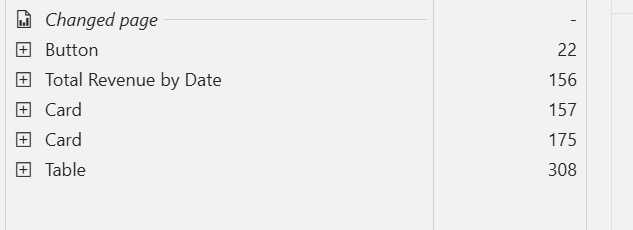 Changed page -
Button 22
Total Revenue by Date 156
Card 157
Card 175
Table 308